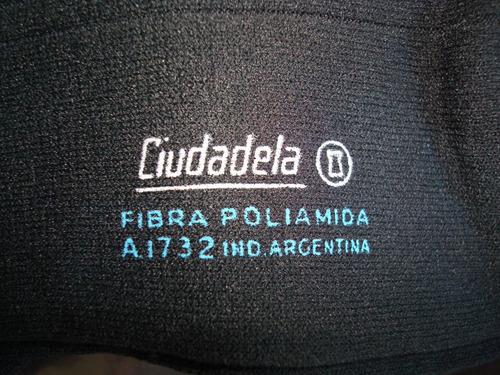 Ciudadela
FIBRA POLIAMIDA
A.1732 IND. ARGENTINA